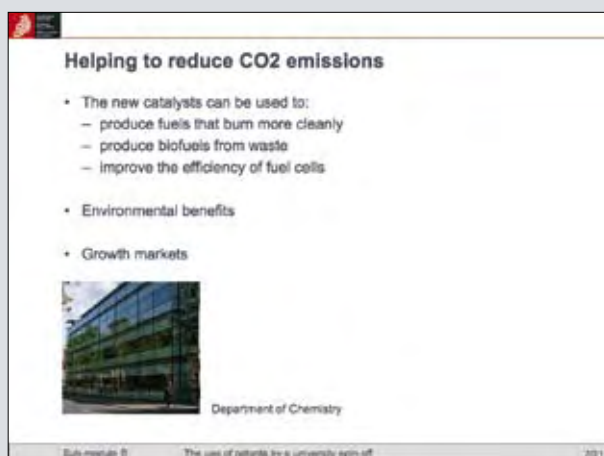 Helping to reduce CO2 emissions
• The new catalysts can be used to:
– produce fuels that burn more cleanly
– produce biofuels from waste
– improve the efficiency of fuel cells
• Environmental benefits
• Growth markets
Department of Chemistry
Sub-module B The use of patents by a university spin-off